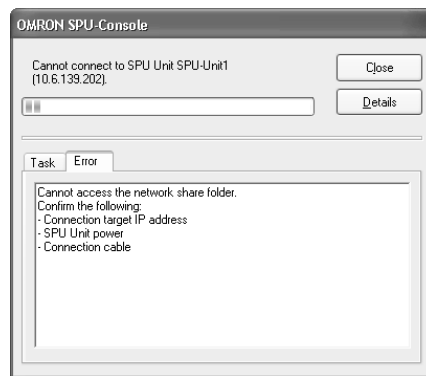 OMRON SPU-Console
Cannot connect to SPU Unit SPU-Unit1
(10.6.139.202).
Close
Details
Task
Error
Cannot access the network share folder.
Confirm the following:
- Connection target IP address
- SPU Unit power
- Connection cable